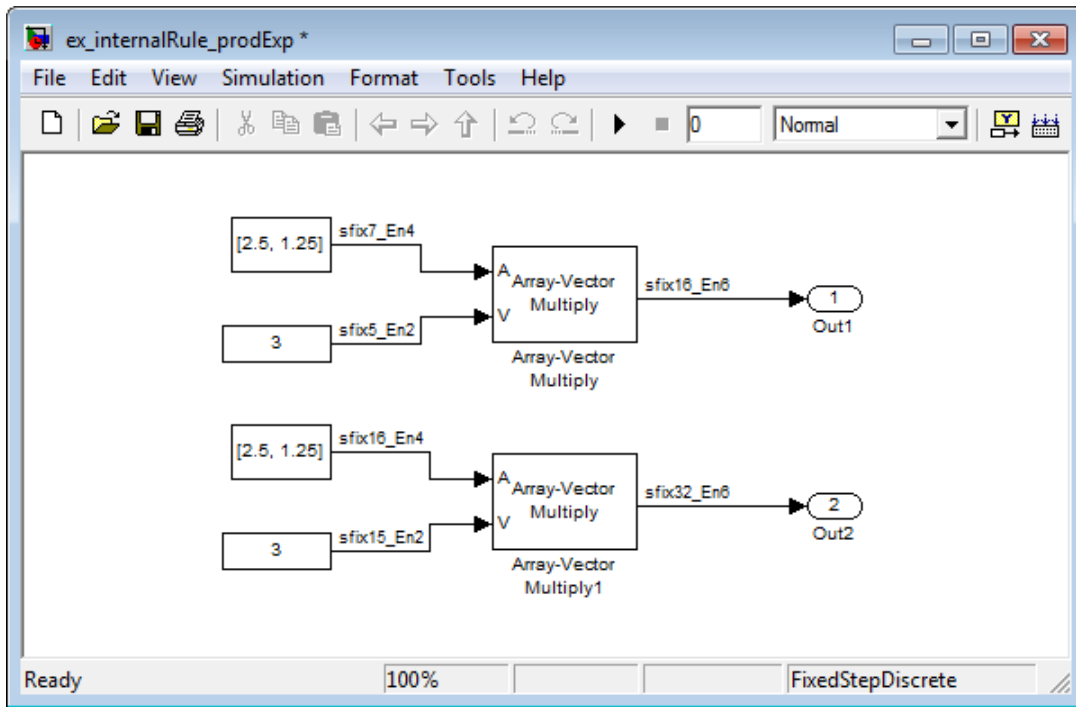 ex_internalRule_prodExp *
File Edit View Simulation Format Tools Help
0 Normal
[2.5, 1.25]
sfix7_En4
3
sfix5_En2
A
V
Array-Vector
Multiply
sfix16_En6
1
Out1
Array-Vector
Multiply
[2.5, 1.25]
sfix16_En4
3
sfix15_En2
A
V
Array-Vector
Multiply
sfix32_En6
2
Out2
Array-Vector
Multiply1
Ready 100% FixedStepDiscrete